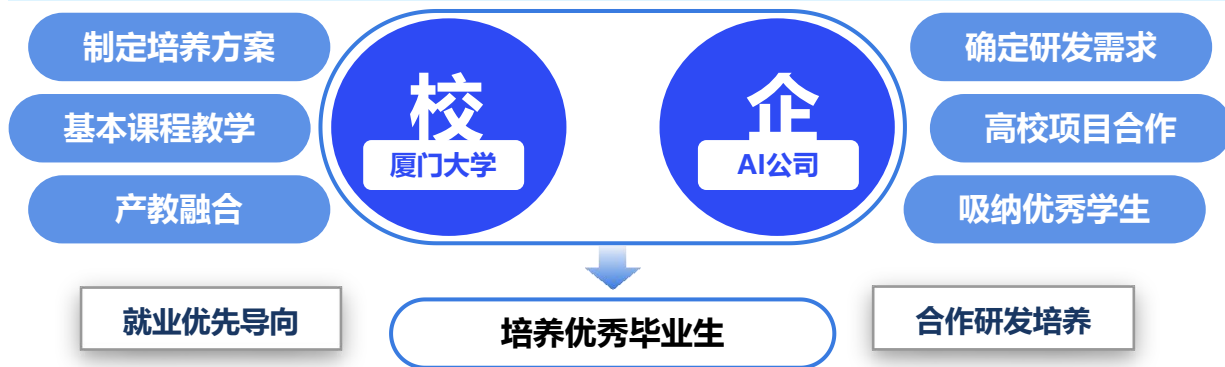 制定培养方案
基本课程教学
产教融合
校
厦门大学
企
AI公司
确定研发需求
高校项目合作
吸纳优秀学生
就业优先导向
培养优秀毕业生
合作研发培养